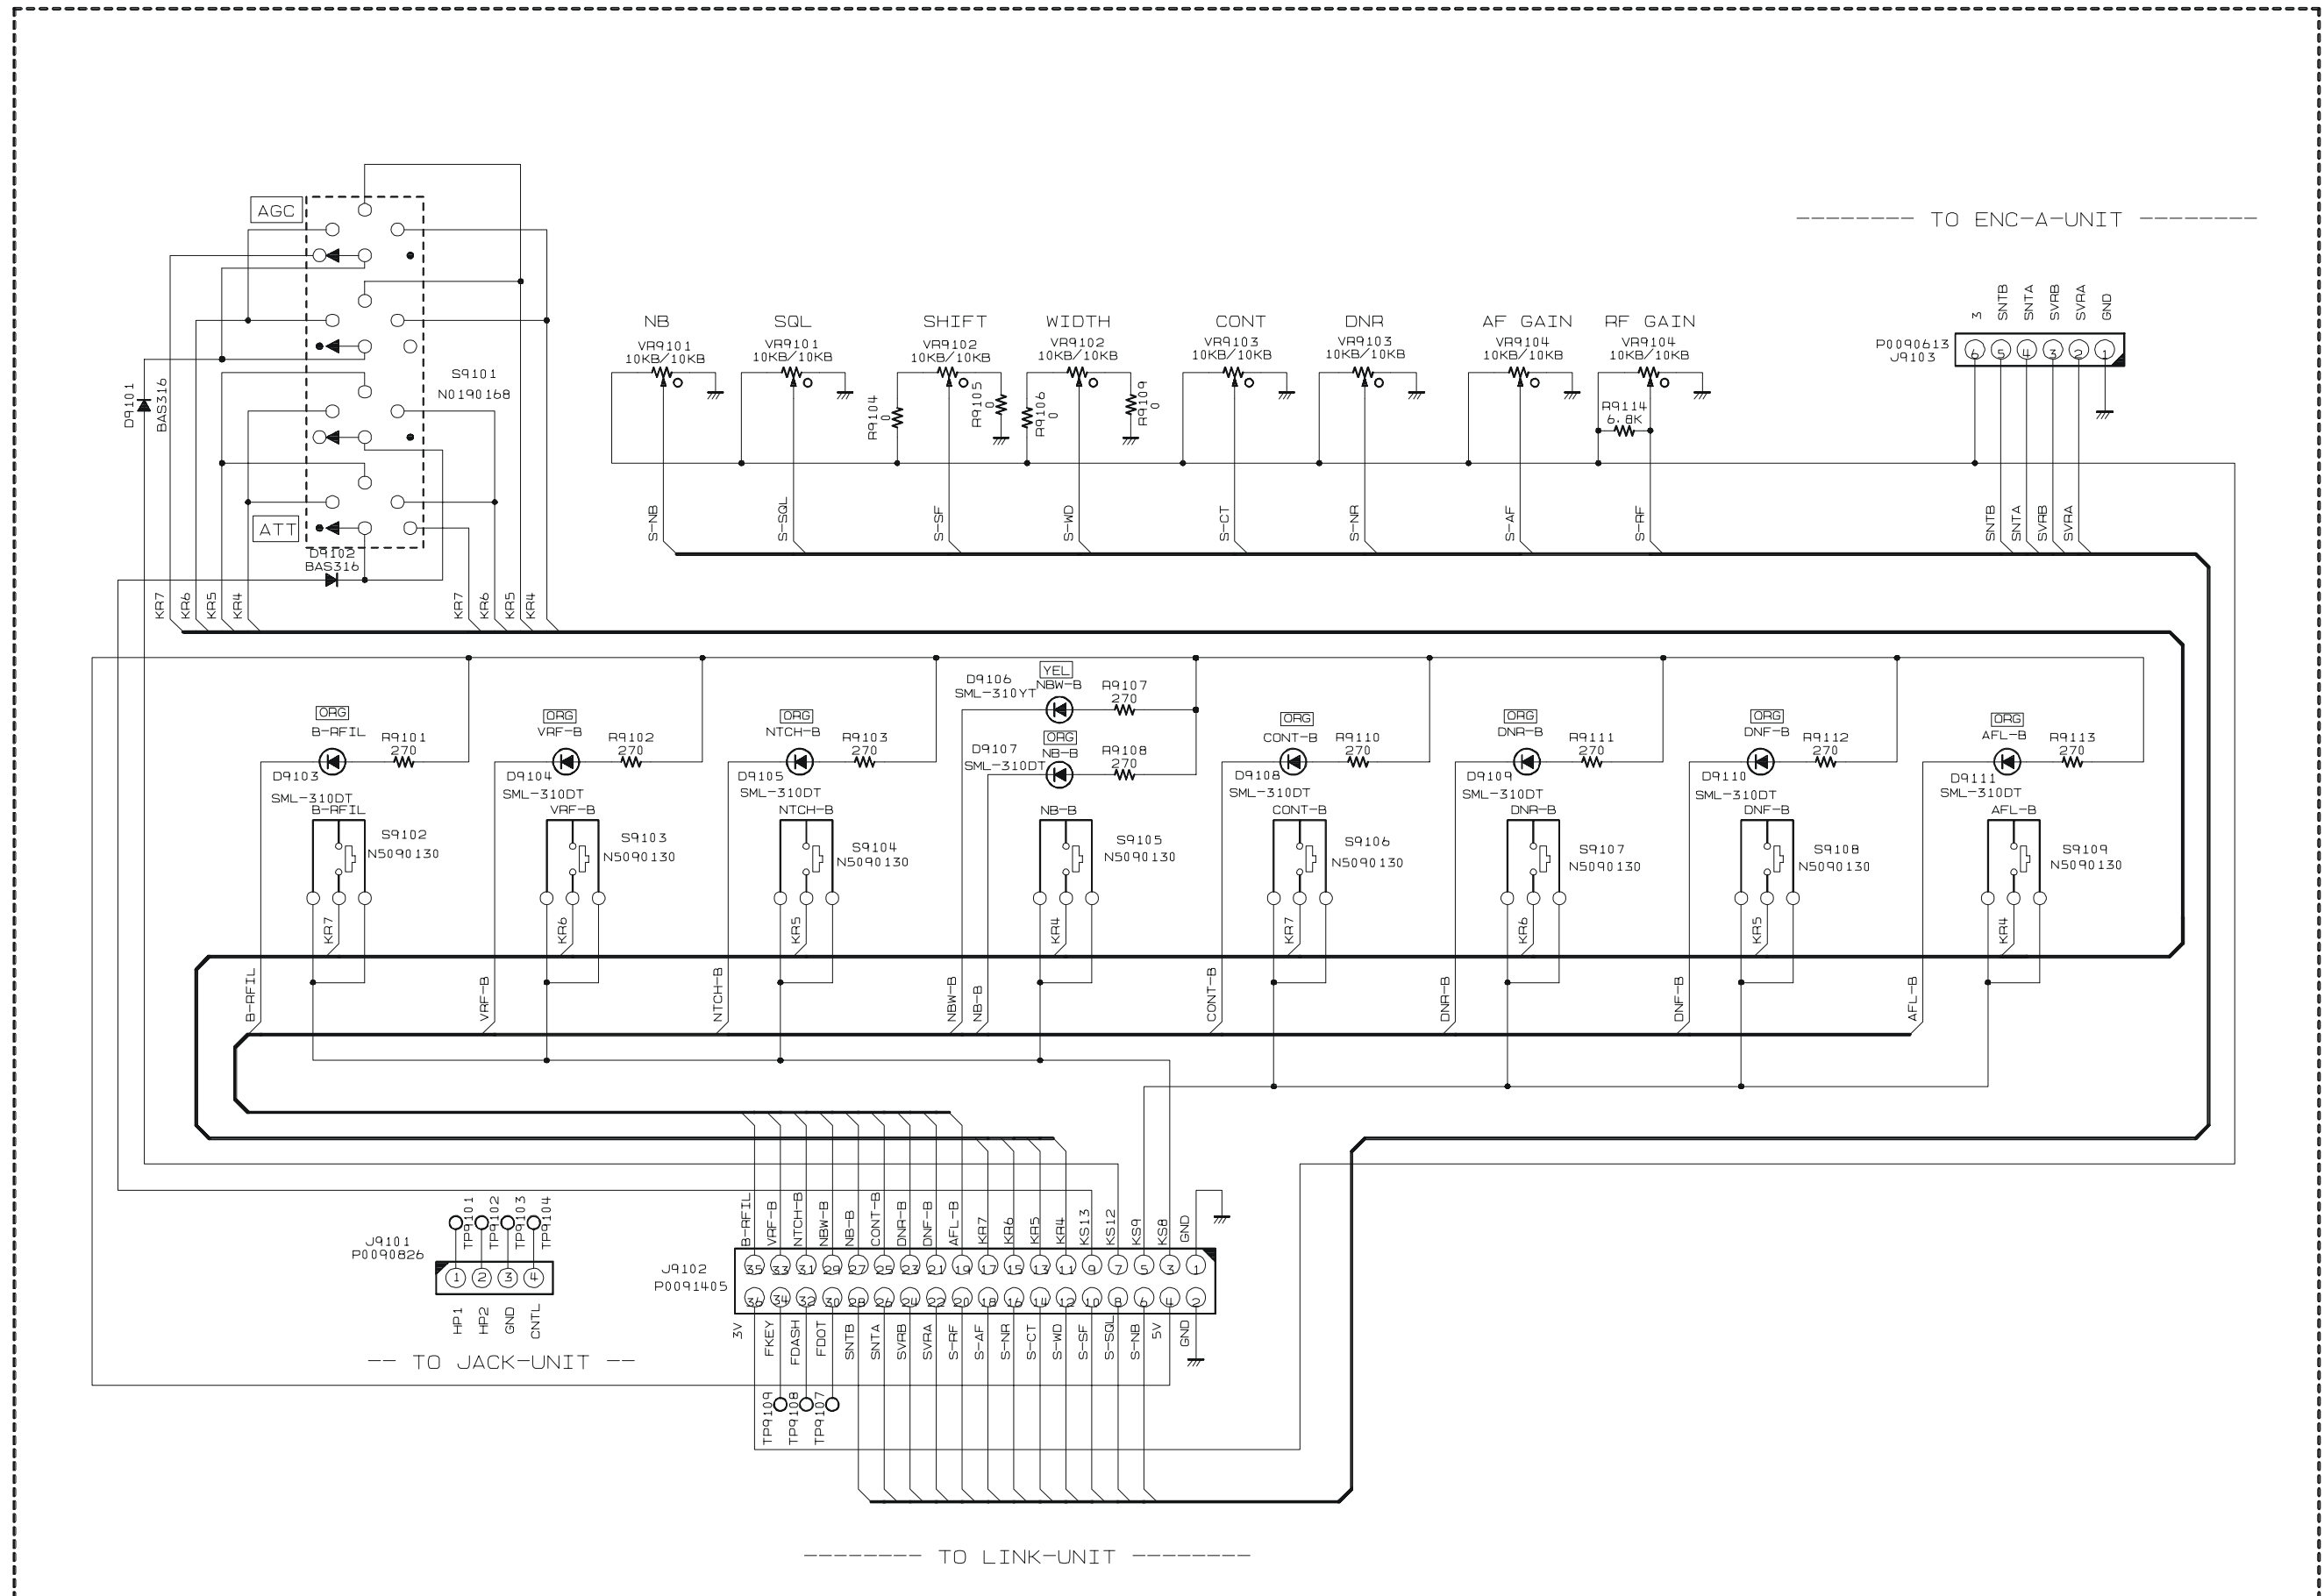 AGC
ATT
D9101
BAS316
S9101
N0190168
D9102
BAS316
KR7
KR6
KR5
KR4
KR7
KR6
KR5
KR4
NB
VR9101
10KB/10KB
SQL
VR9101
10KB/10KB
SHIFT
VR9102
10KB/10KB
WIDTH
VR9102
10KB/10KB
CONT
VR9103
10KB/10KB
DNR
VR9103
10KB/10KB
AF GAIN
VR9104
10KB/10KB
RF GAIN
VR9104
10KB/10KB
R9104
0
R9105
0
R9106
0
R9109
0
R9114
6.8K
S-NB
S-SQL
S-SF
S-WD
S-CT
S-NR
S-AF
S-RF
-------- TO ENC-A-UNIT --------
3
SNTB
SNTA
SVRB
SVRA
GND
P0090613
J9103
6 5 4 3 2 1
SNTB
SNTA
SVRB
SVRA
ORG
B-RFIL
R9101
270
D9103
SML-310DT
ORG
VRF-B
R9102
270
D9104
SML-310DT
ORG
NTCH-B
R9103
270
D9105
SML-310DT
YEL
NBW-B
D9106
SML-310YT
R9107
270
ORG
NB-B
D9107
SML-310DT
R9108
270
ORG
CONT-B
R9110
270
D9108
SML-310DT
ORG
DNR-B
R9111
270
D9109
SML-310DT
ORG
DNF-B
R9112
270
D9110
SML-310DT
ORG
AFL-B
R9113
270
D9111
SML-310DT
B-RFIL
S9102
N5090130
KR7
VRF-B
S9103
N5090130
KR6
NTCH-B
S9104
N5090130
KR5
NB-B
S9105
N5090130
KR4
CONT-B
S9106
N5090130
KR7
DNR-B
S9107
N5090130
KR6
DNF-B
S9108
N5090130
KR5
AFL-B
S9109
N5090130
KR4
B-RFIL
VRF-B
NTCH-B
NBW-B
NB-B
CONT-B
DNR-B
DNF-B
AFL-B
TP9101
TP9102
TP9103
TP9104
J9101
P0090826
1 2 3 4
HP1
HP2
GND
CNTL
-- TO JACK-UNIT --
B-RFIL
VRF-B
NTCH-B
NBW-B
NB-B
CONT-B
DNR-B
DNF-B
AFL-B
KR7
KR6
KR5
KR4
KS13
KS12
KS9
KS8
GND
J9102
P0091405
35 33 31 29 27 25 23 21 19 17 15 13 11 9 7 5 3 1
36 34 32 30 28 26 24 22 20 18 16 14 12 10 8 6 4 2
3V
FKEY
FDASH
FDOT
SNTB
SNTA
SVRB
SVRA
S-RF
S-AF
S-NR
S-CT
S-WD
S-SF
S-SQL
S-NB
5V
GND
TP9109
TP9108
TP9107
-------- TO LINK-UNIT --------